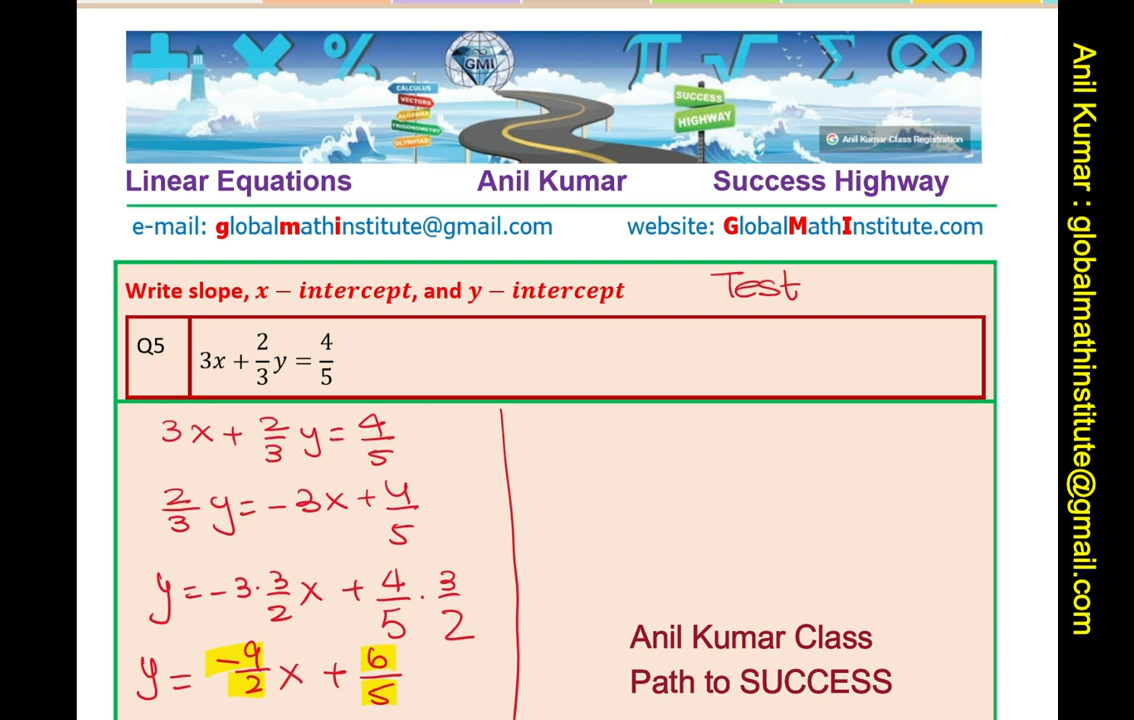 GMI
CALCULUS
VECTORS
ALGEBRA
TRIGONOMETRY
OLYMPIAD
SUCCESS
HIGHWAY
Anil Kumar Class Registration
Linear Equations Anil Kumar Success Highway
e-mail: globalmathinstitute@gmail.com website: GlobalMathInstitute.com
Write slope, x − intercept, and y − intercept Test
Q5 3x + 2/3 y = 4/5
3x + 2/3 y = 4/5
2/3 y = -3x + 4/5
y = -3 · 3/2 x + 4/5 · 3/2
y = -9/2 x + 6/5
Anil Kumar Class
Path to SUCCESS
Anil Kumar : globalmathinstitute@gmail.com